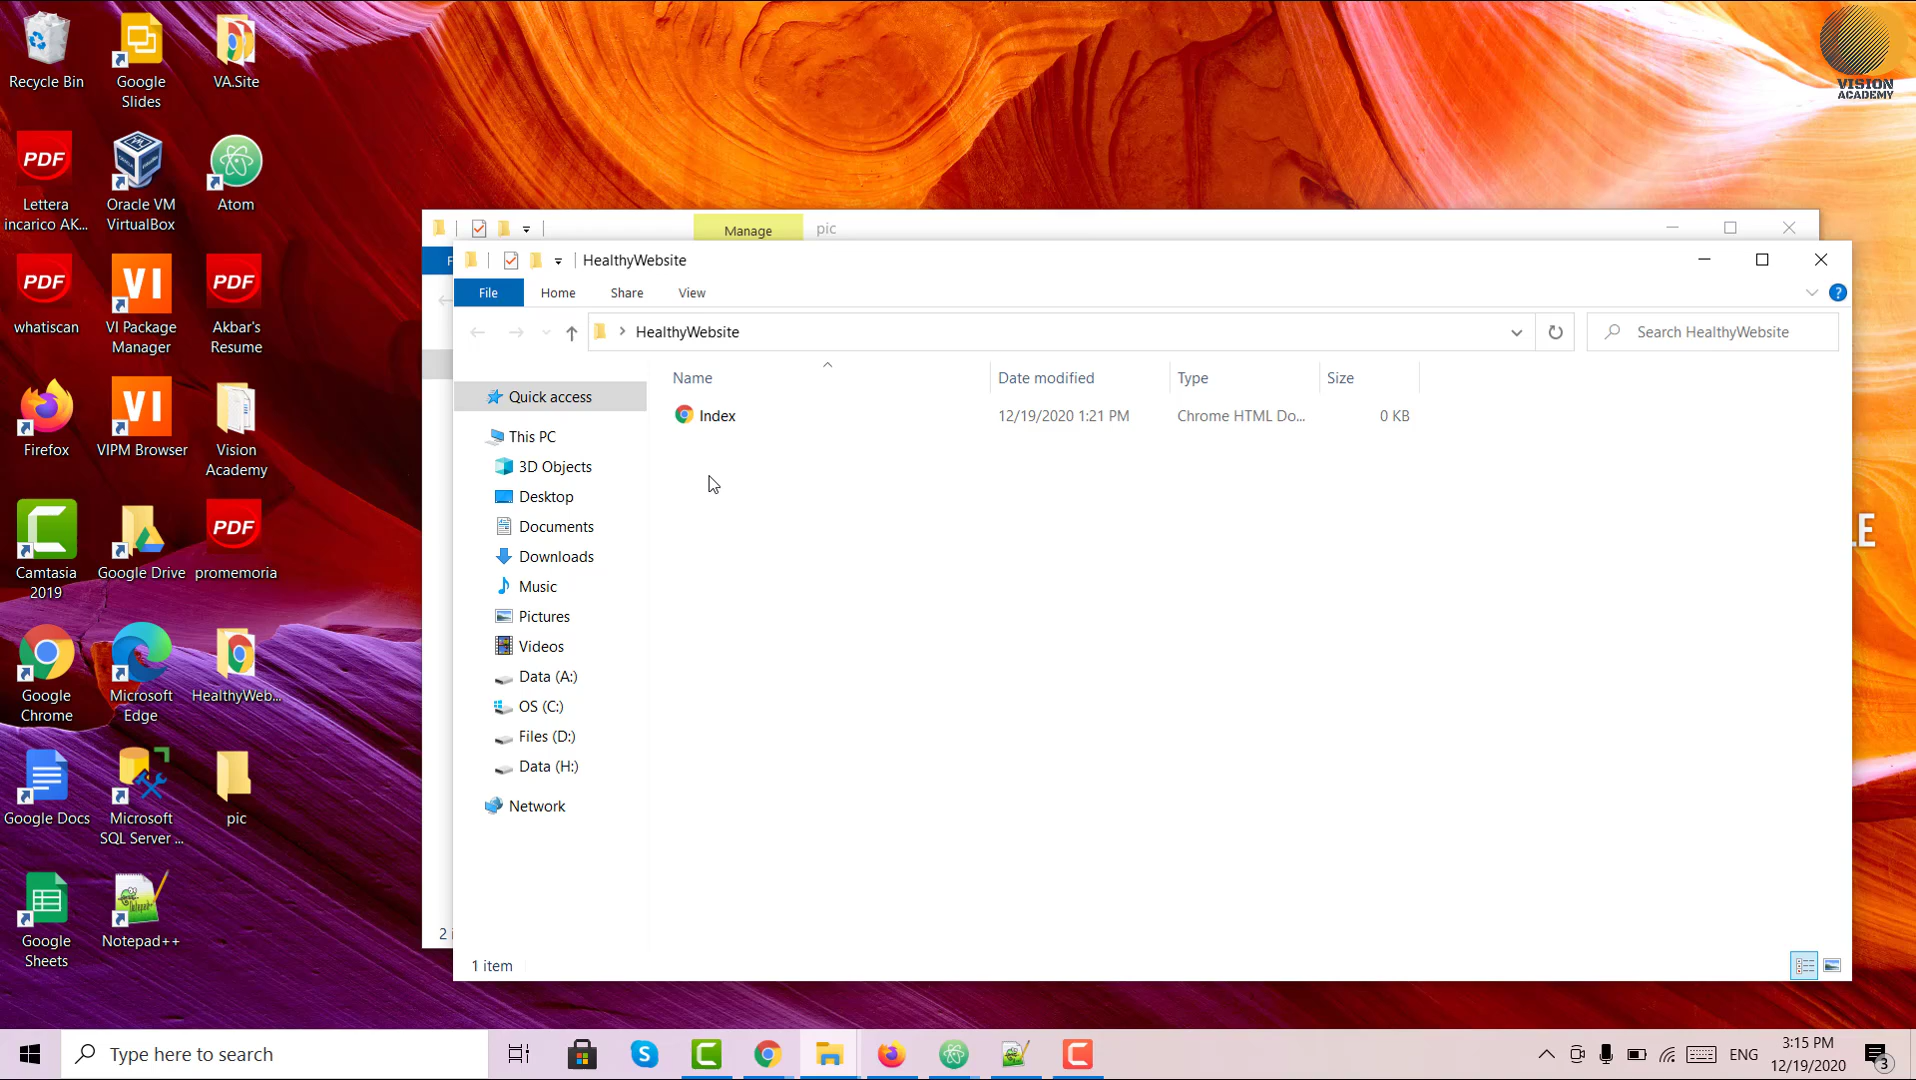 Recycle Bin
Google
Slides
VA.Site
PDF
Lettera
incarico AK...
Oracle VM
VirtualBox
Atom
PDF
whatiscan
VI
VI Package
Manager
PDF
Akbar's
Resume
Firefox
VI
VIPM Browser
Vision
Academy
Camtasia
2019
Google Drive
PDF
promemoria
Google
Chrome
Microsoft
Edge
HealthyWeb...
Google Docs
Microsoft
SQL Server ...
pic
Google
Sheets
Notepad++
VISION
ACADEMY
Manage
pic
HealthyWebsite
File
Home
Share
View
HealthyWebsite
Search HealthyWebsite
Name
Date modified
Type
Size
Index
12/19/2020 1:21 PM
Chrome HTML Do...
0 KB
Quick access
This PC
3D Objects
Desktop
Documents
Downloads
Music
Pictures
Videos
Data (A:)
OS (C:)
Files (D:)
Data (H:)
Network
1 item
Type here to search
ENG
3:15 PM
12/19/2020
3